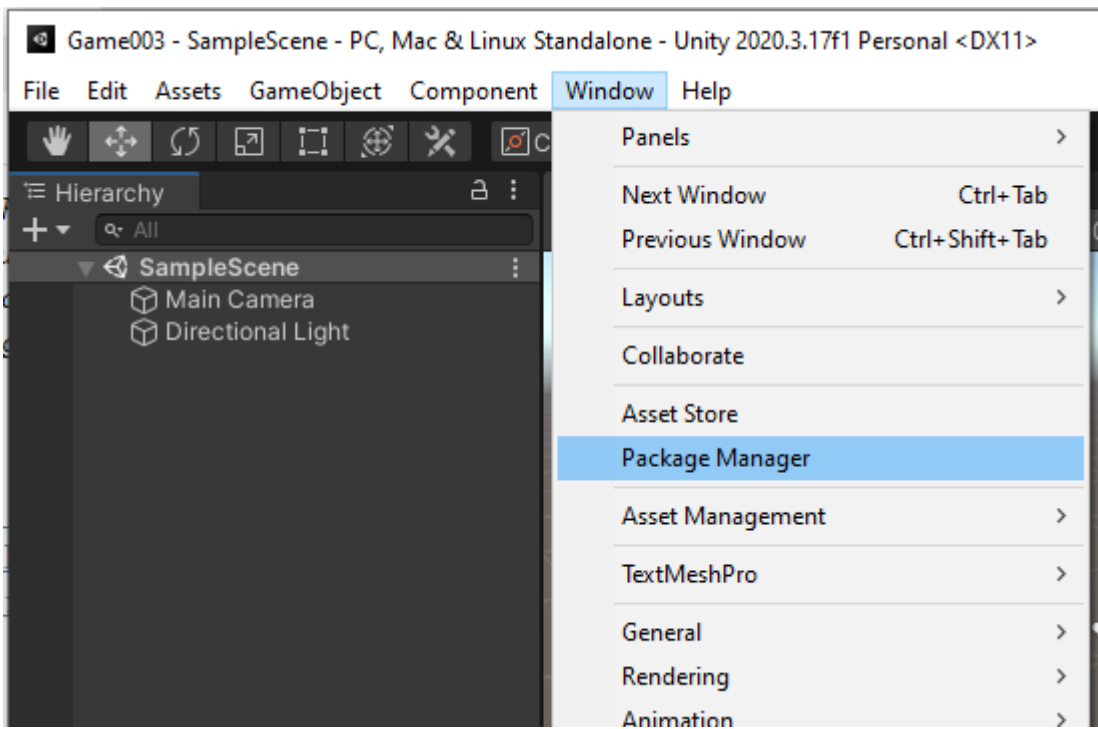 Game003 - SampleScene - PC, Mac & Linux Standalone - Unity 2020.3.17f1 Personal <DX11>
File Edit Assets GameObject Component Window Help
Hierarchy
All
SampleScene
Main Camera
Directional Light
Panels
Next Window Ctrl+Tab
Previous Window Ctrl+Shift+Tab
Layouts
Collaborate
Asset Store
Package Manager
Asset Management
TextMeshPro
General
Rendering
Animation